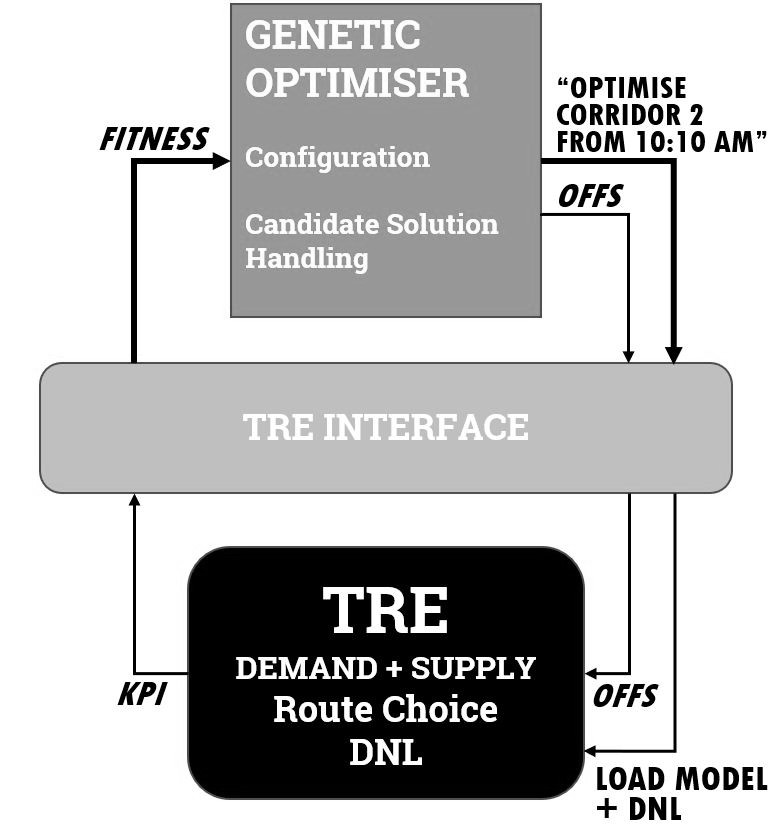 GENETIC
OPTIMISER
Configuration
Candidate Solution
Handling
FITNESS
“OPTIMISE
CORRIDOR 2
FROM 10:10 AM”
OFFS
TRE INTERFACE
TRE
DEMAND + SUPPLY
Route Choice
DNL
KPI
OFFS
LOAD MODEL
+ DNL